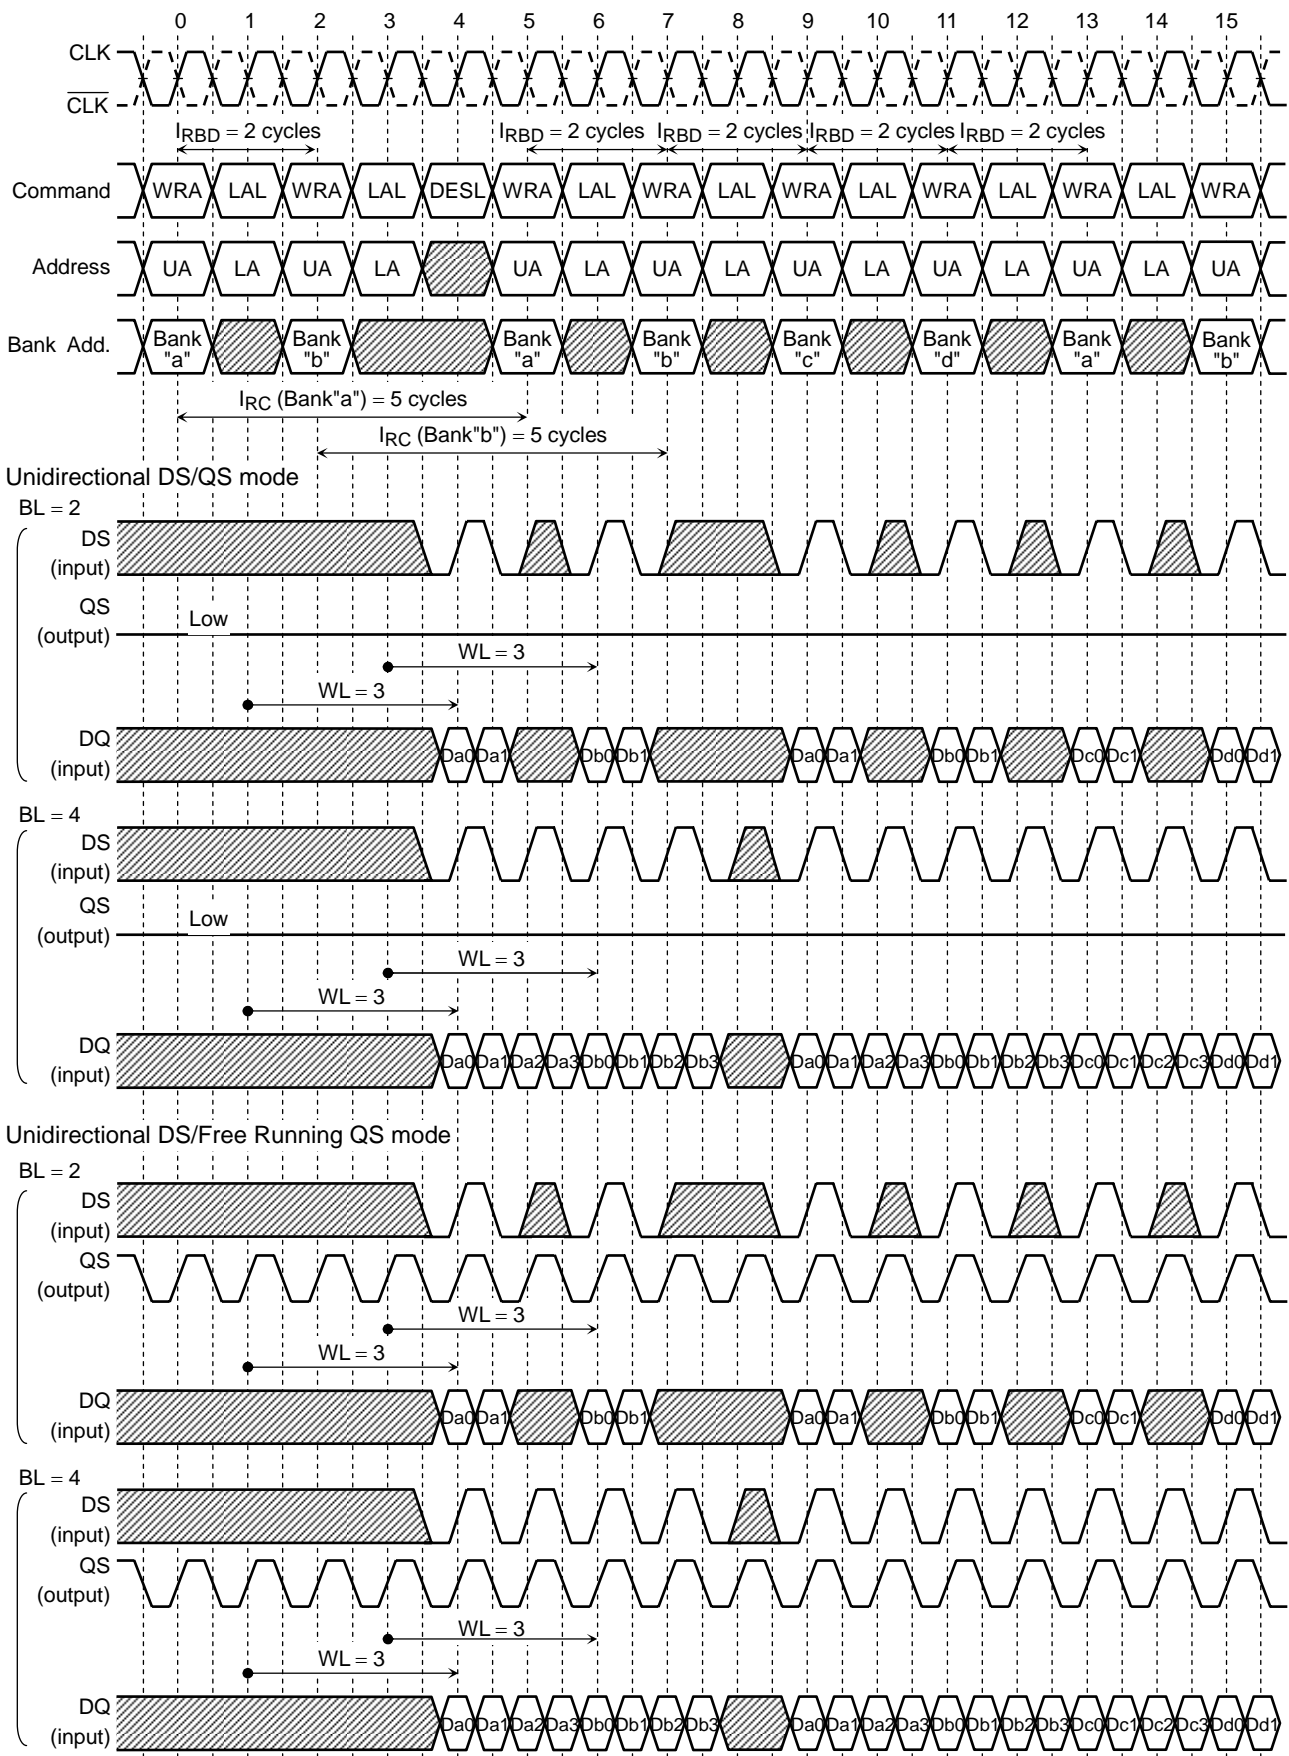 0 1 2 3 4 5 6 7 8 9 10 11 12 13 14 15
CLK
CLK
IRBD = 2 cycles IRBD = 2 cycles IRBD = 2 cycles IRBD = 2 cycles IRBD = 2 cycles
Command WRA LAL WRA LAL DESL WRA LAL WRA LAL WRA LAL WRA LAL WRA LAL WRA
Address UA LA UA LA UA LA UA LA UA LA UA LA UA LA UA
Bank Add. Bank "a" Bank "b" Bank "a" Bank "b" Bank "c" Bank "d" Bank "a" Bank "b"
IRC (Bank"a") = 5 cycles
IRC (Bank"b") = 5 cycles
Unidirectional DS/QS mode
BL = 2
DS
(input)
QS
(output) Low
WL = 3
WL = 3
DQ
(input) Da0 Da1 Db0 Db1 Da0 Da1 Db0 Db1 Dc0 Dc1 Dd0 Dd1
BL = 4
DS
(input)
QS
(output) Low
WL = 3
WL = 3
DQ
(input) Da0 Da1 Da2 Da3 Db0 Db1 Db2 Db3 Da0 Da1 Da2 Da3 Db0 Db1 Db2 Db3 Dc0 Dc1 Dc2 Dc3 Dd0 Dd1
Unidirectional DS/Free Running QS mode
BL = 2
DS
(input)
QS
(output)
WL = 3
WL = 3
DQ
(input) Da0 Da1 Db0 Db1 Da0 Da1 Db0 Db1 Dc0 Dc1 Dd0 Dd1
BL = 4
DS
(input)
QS
(output)
WL = 3
WL = 3
DQ
(input) Da0 Da1 Da2 Da3 Db0 Db1 Db2 Db3 Da0 Da1 Da2 Da3 Db0 Db1 Db2 Db3 Dc0 Dc1 Dc2 Dc3 Dd0 Dd1